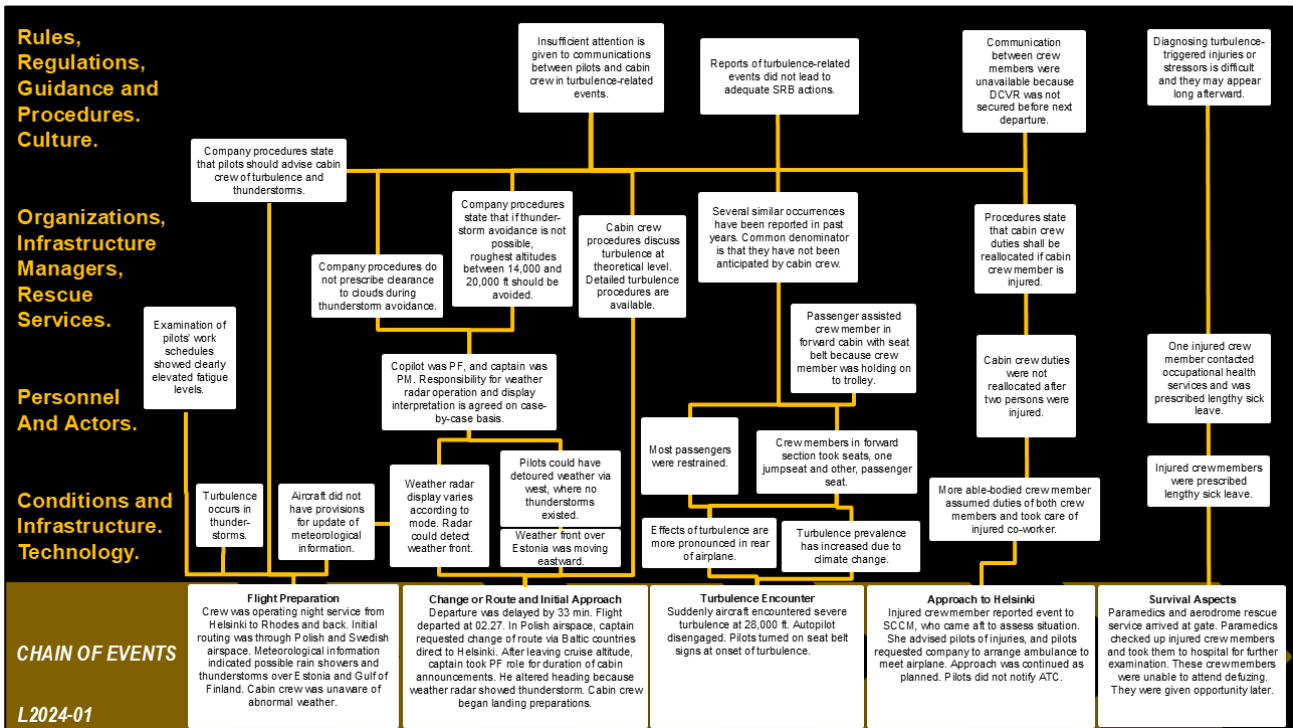 Rules,
Regulations,
Guidance and
Procedures.
Culture.
Insufficient attention is
given to communications
between pilots and cabin
crew in turbulence-related
events.
Reports of turbulence-related
events did not lead to
adequate SRB actions.
Communication
between crew
members were
unavailable because
DCVR was not
secured before next
departure.
Diagnosing turbulence-
triggered injuries or
stressors is difficult
and they may appear
long afterward.
Company procedures state
that pilots should advise cabin
crew of turbulence and
thunderstorms.
Organizations,
Infrastructure
Managers,
Rescue
Services.
Company procedures do
not prescribe clearance
to clouds during
thunderstorm avoidance.
Company procedures
state that if thunder-
storm avoidance is not
possible,
roughest altitudes
between 14,000 and
20,000 ft should be
avoided.
Cabin crew
procedures discuss
turbulence at
theoretical level.
Detailed turbulence
procedures are
available.
Several similar occurrences
have been reported in past
years. Common denominator
is that they have not been
anticipated by cabin crew.
Procedures state
that cabin crew
duties shall be
reallocated if cabin
crew member is
injured.
Examination of
pilots' work
schedules
showed clearly
elevated fatigue
levels.
Passenger assisted
crew member in
forward cabin with seat
belt because crew
member was holding on
to trolley.
Personnel
And Actors.
Copilot was PF, and captain was
PM. Responsibility for weather
radar operation and display
interpretation is agreed on case-
by-case basis.
Cabin crew duties
were not
reallocated after
two persons were
injured.
One injured crew
member contacted
occupational health
services and was
prescribed lengthy sick
leave.
Most passengers
were restrained.
Crew members in forward
section took seats, one
jumpseat and other, passenger
seat.
Conditions and
Infrastructure.
Technology.
Turbulence
occurs in
thunder-
storms.
Aircraft did not
have provisions
for update of
meteorological
information.
Weather radar
display varies
according to
mode. Radar
could detect
weather front.
Pilots could have
detoured weather via
west, where no
thunderstorms
existed.
Weather front over
Estonia was moving
eastward.
Effects of turbulence are
more pronounced in rear
of airplane.
Turbulence prevalence
has increased due to
climate change.
More able-bodied crew member
assumed duties of both crew
members and took care of
injured co-worker.
Injured crewmembers
were prescribed
lengthy sick leave.
CHAIN OF EVENTS
L2024-01
Flight Preparation
Crew was operating night service from
Helsinki to Rhodes and back. Initial
routing was through Polish and Swedish
airspace. Meteorological information
indicated possible rain showers and
thunderstorms over Estonia and Gulf of
Finland. Cabin crew was unaware of
abnormal weather.
Change or Route and Initial Approach
Departure was delayed by 33 min. Flight
departed at 02.27. In Polish airspace, captain
requested change of route via Baltic countries
direct to Helsinki. After leaving cruise altitude,
captain took PF role for duration of cabin
announcements. He altered heading because
weather radar showed thunderstorm. Cabin crew
began landing preparations.
Turbulence Encounter
Suddenly aircraft encountered severe
turbulence at 28,000 ft. Autopilot
disengaged. Pilots turned on seat belt
signs at onset of turbulence.
Approach to Helsinki
Injured crewmember reported event to
SCCM, who came aft to assess situation.
She advised pilots of injuries, and pilots
requested company to arrange ambulance to
meet airplane. Approach was continued as
planned. Pilots did not notify ATC.
Survival Aspects
Paramedics and aerodrome rescue
service arrived at gate. Paramedics
checked up injured crew members
and took them to hospital for further
examination. These crewmembers
were unable to attend defuzing.
They were given opportunity later.